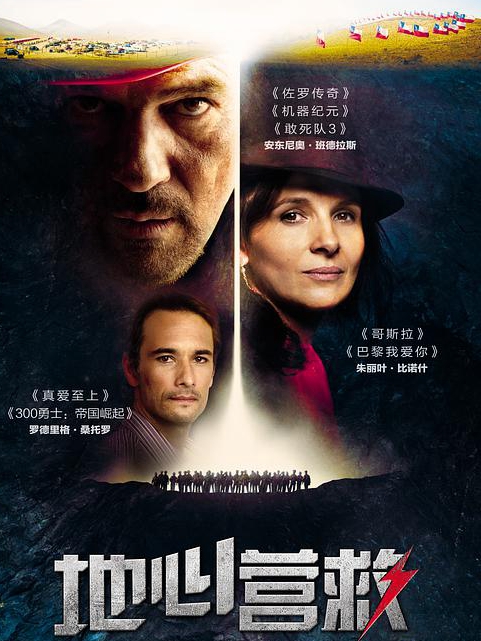 《佐罗传奇》
《机器纪元》
《敢死队3》
安东尼奥·班德拉斯
《哥斯拉》
《巴黎我爱你》
朱丽叶·比诺什
《真爱至上》
《300勇士：帝国崛起》
罗德里格·桑托罗
地心营救